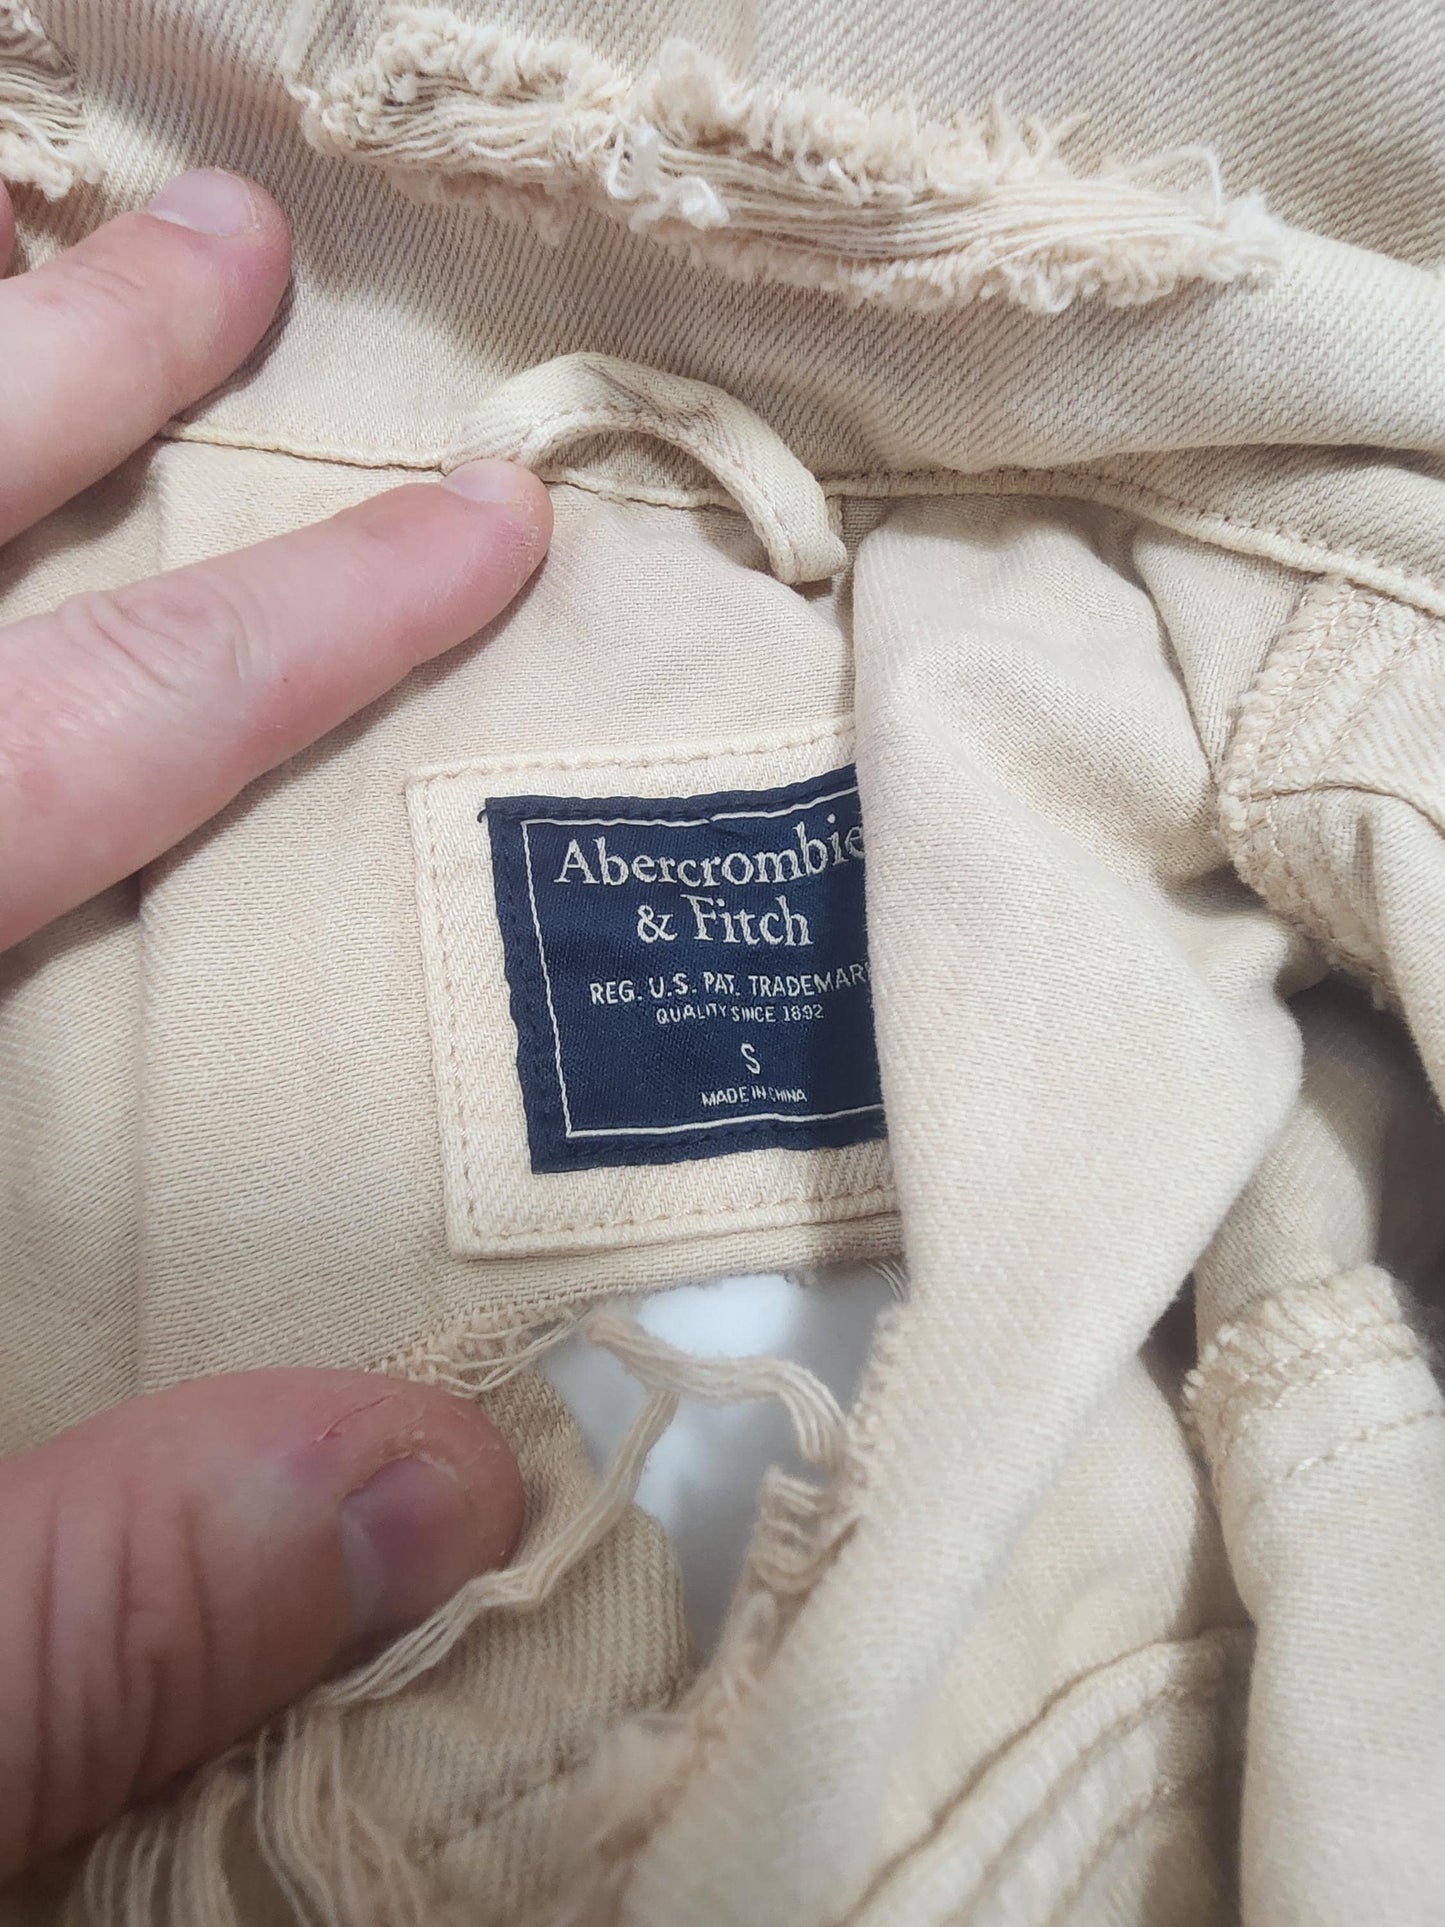 Abercrombie
& Fitch
REG. U.S. PAT. TRADEMARK
QUALITY SINCE 1892
S
MADE IN CHINA